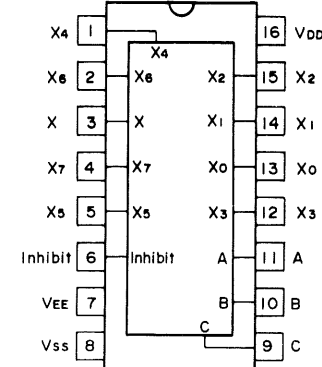 X4 1 X4 16 VDD
X6 2 X6 X2 15 X2
X 3 X X1 14 X1
X7 4 X7 X0 13 X0
X5 5 X5 X3 12 X3
Inhibit 6 Inhibit A 11 A
VEE 7 B 10 B
VSS 8 C 9 C